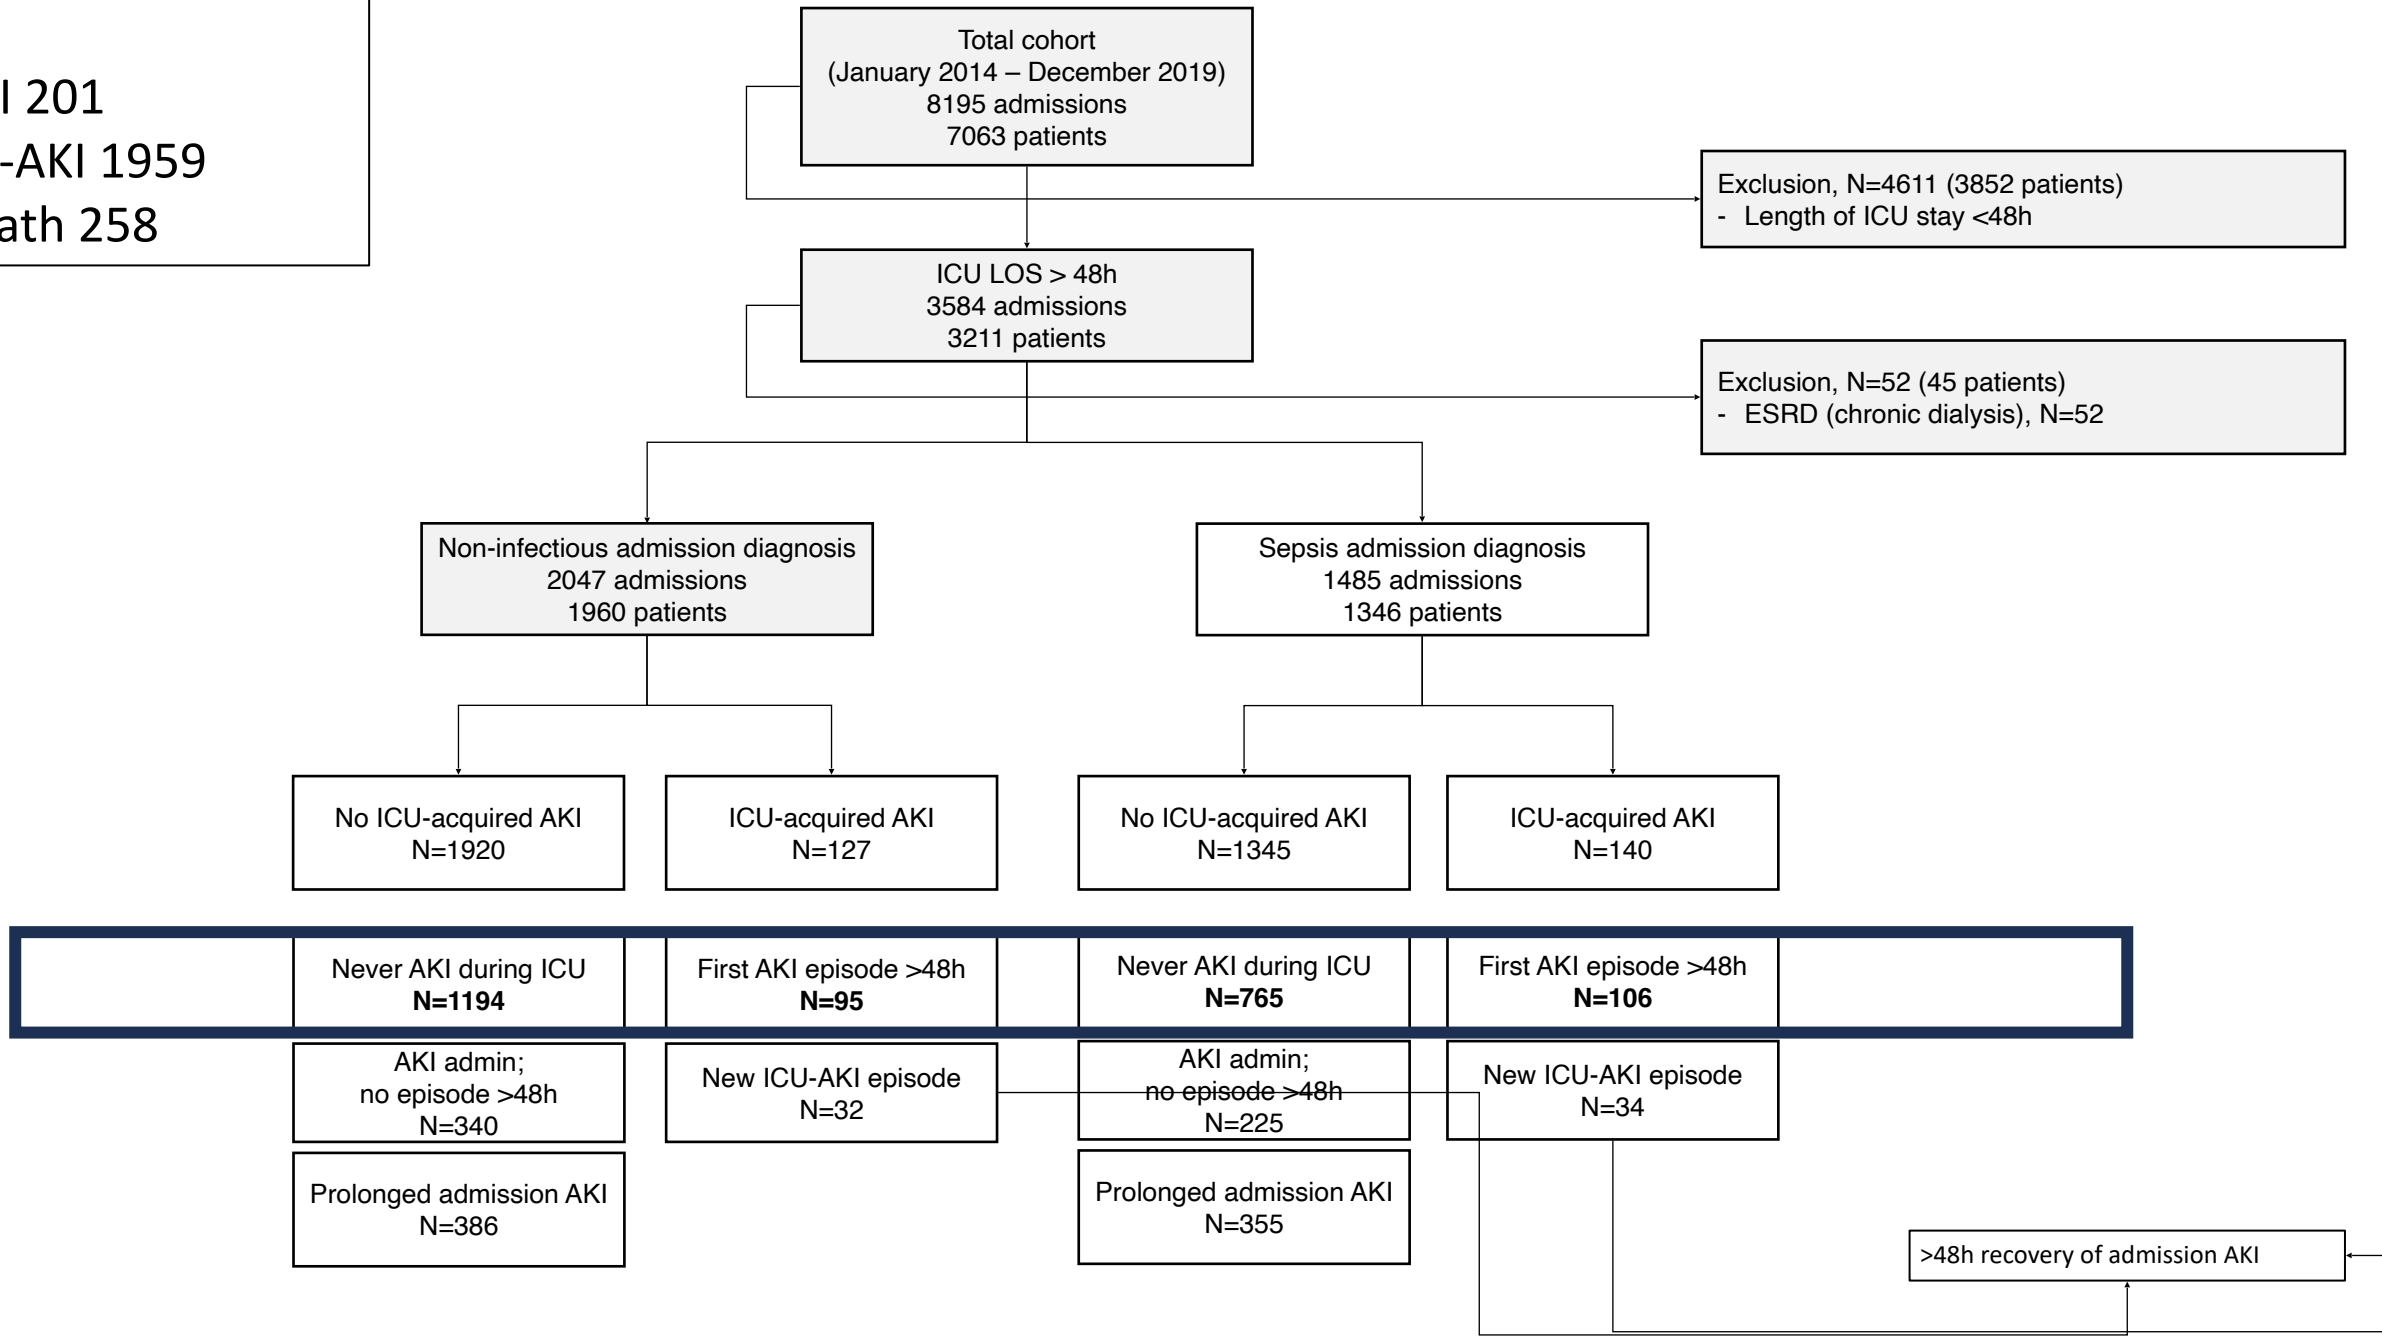 I 201
-AKI 1959
ath 258
Total cohort
(January 2014 – December 2019)
8195 admissions
7063 patients
Exclusion, N=4611 (3852 patients)
- Length of ICU stay <48h
ICU LOS > 48h
3584 admissions
3211 patients
Exclusion, N=52 (45 patients)
- ESRD (chronic dialysis), N=52
Non-infectious admission diagnosis
2047 admissions
1960 patients
Sepsis admission diagnosis
1485 admissions
1346 patients
No ICU-acquired AKI
N=1920
ICU-acquired AKI
N=127
No ICU-acquired AKI
N=1345
ICU-acquired AKI
N=140
Never AKI during ICU
N=1194
First AKI episode >48h
N=95
Never AKI during ICU
N=765
First AKI episode >48h
N=106
AKI admin;
no episode >48h
N=340
New ICU-AKI episode
N=32
AKI admin;
no episode >48h
N=225
New ICU-AKI episode
N=34
Prolonged admission AKI
N=386
Prolonged admission AKI
N=355
>48h recovery of admission AKI